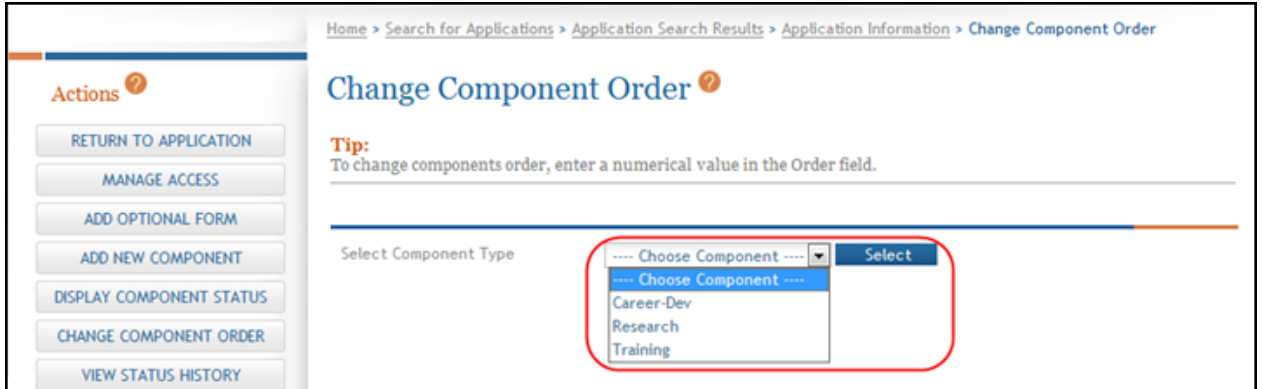 Home > Search for Applications > Application Search Results > Application Information > Change Component Order
Actions ?
RETURN TO APPLICATION
MANAGE ACCESS
ADD OPTIONAL FORM
ADD NEW COMPONENT
DISPLAY COMPONENT STATUS
CHANGE COMPONENT ORDER
VIEW STATUS HISTORY
Change Component Order ?
Tip:
To change components order, enter a numerical value in the Order field.
Select Component Type
---- Choose Component ---- Select
---- Choose Component ----
Career-Dev
Research
Training